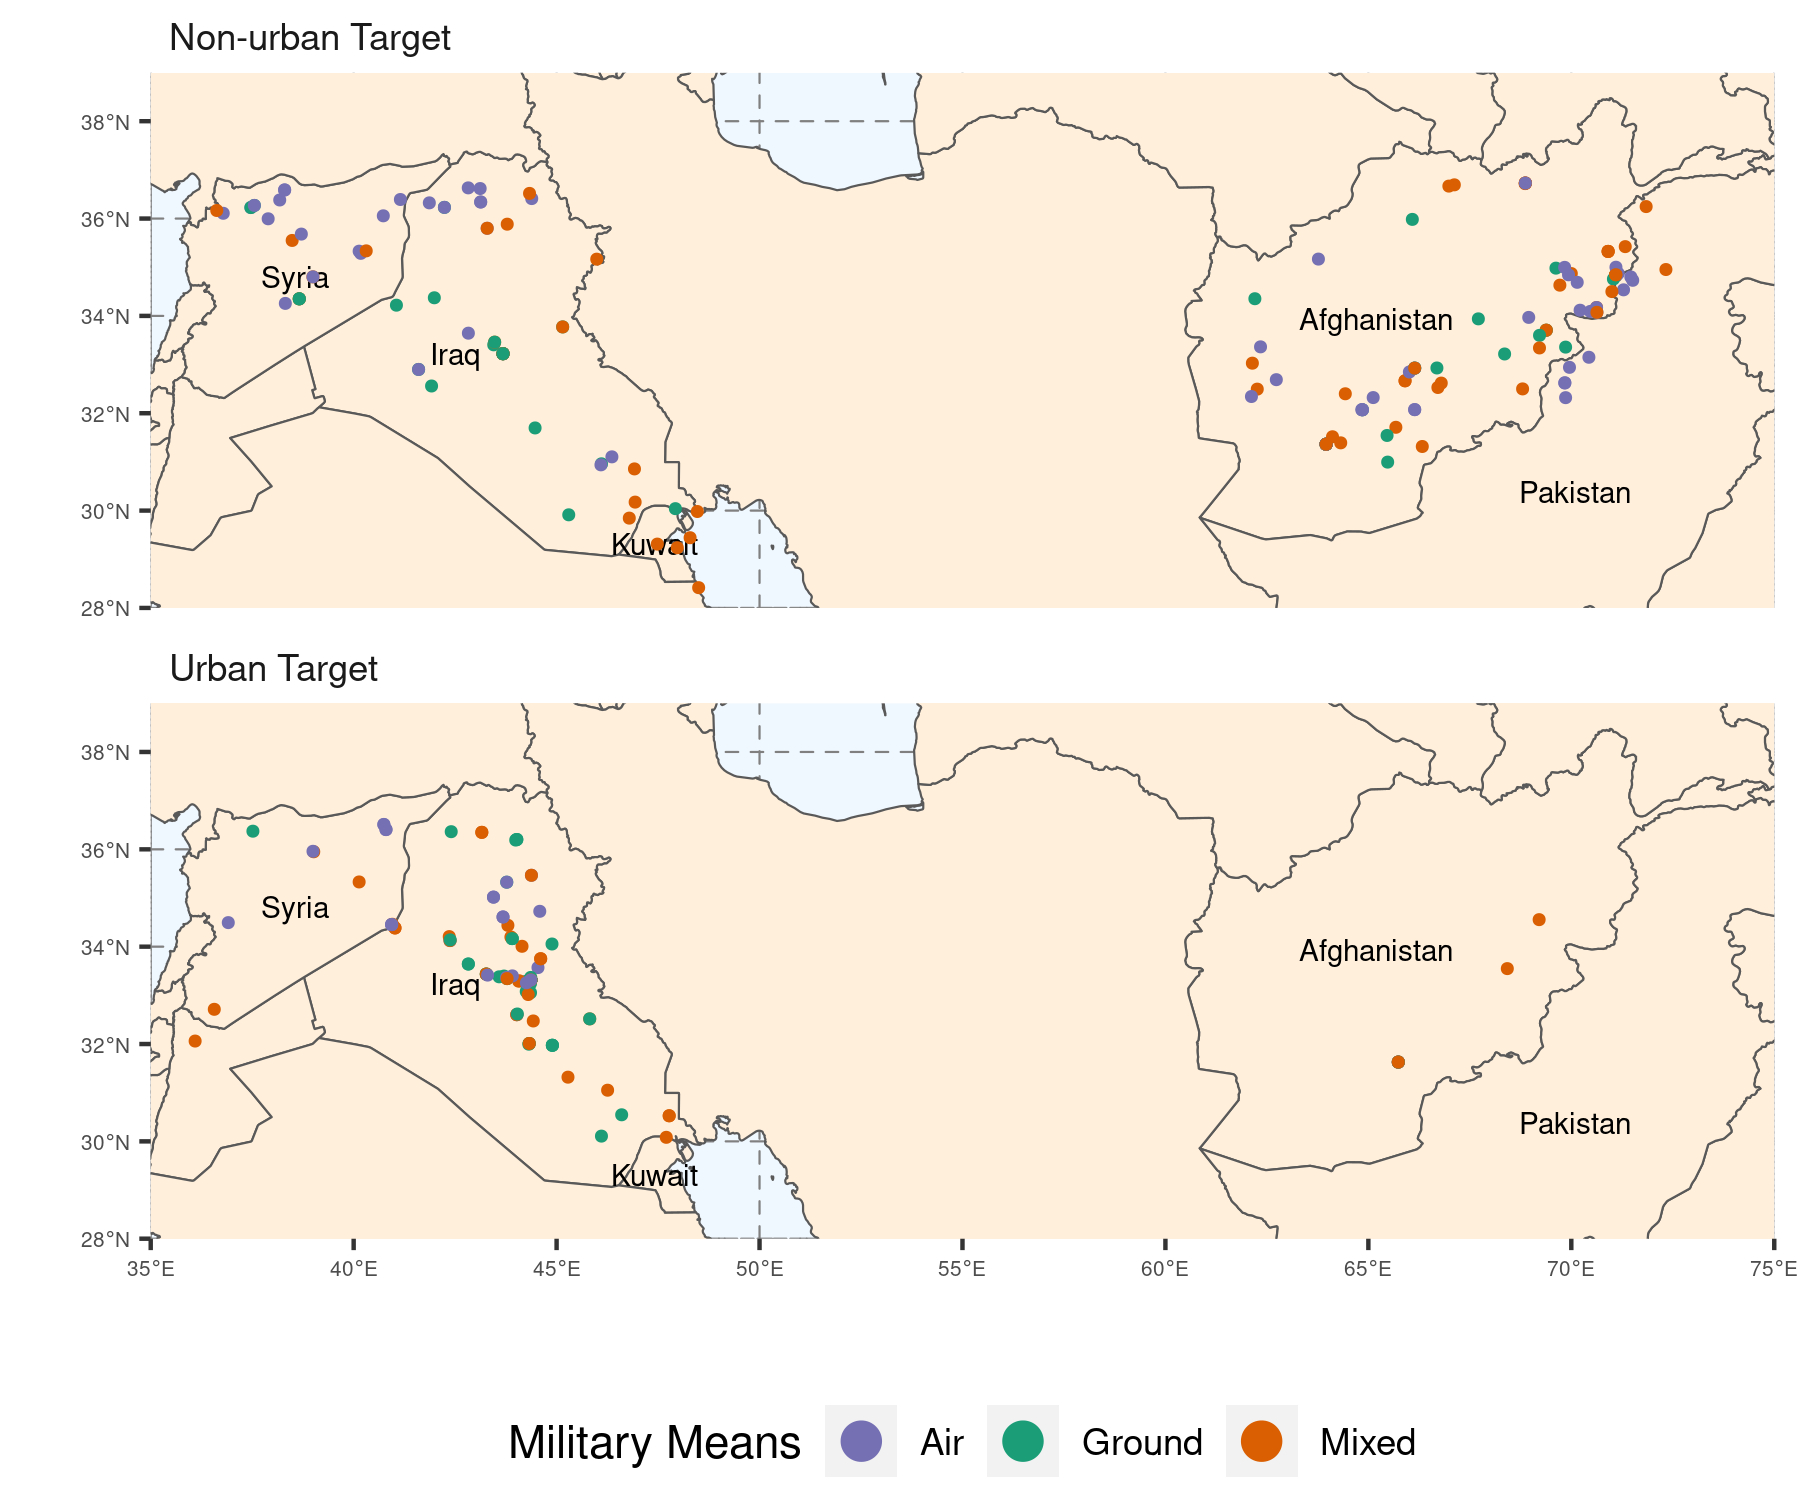 Non-urban Target
38°N
36°N
34°N
32°N
30°N
28°N
Syria
Iraq
Kuwait
Afghanistan
Pakistan
Urban Target
38°N
36°N
34°N
32°N
30°N
28°N
Syria
Iraq
Kuwait
Afghanistan
Pakistan
35°E 40°E 45°E 50°E 55°E 60°E 65°E 70°E 75°E
Military Means Air Ground Mixed